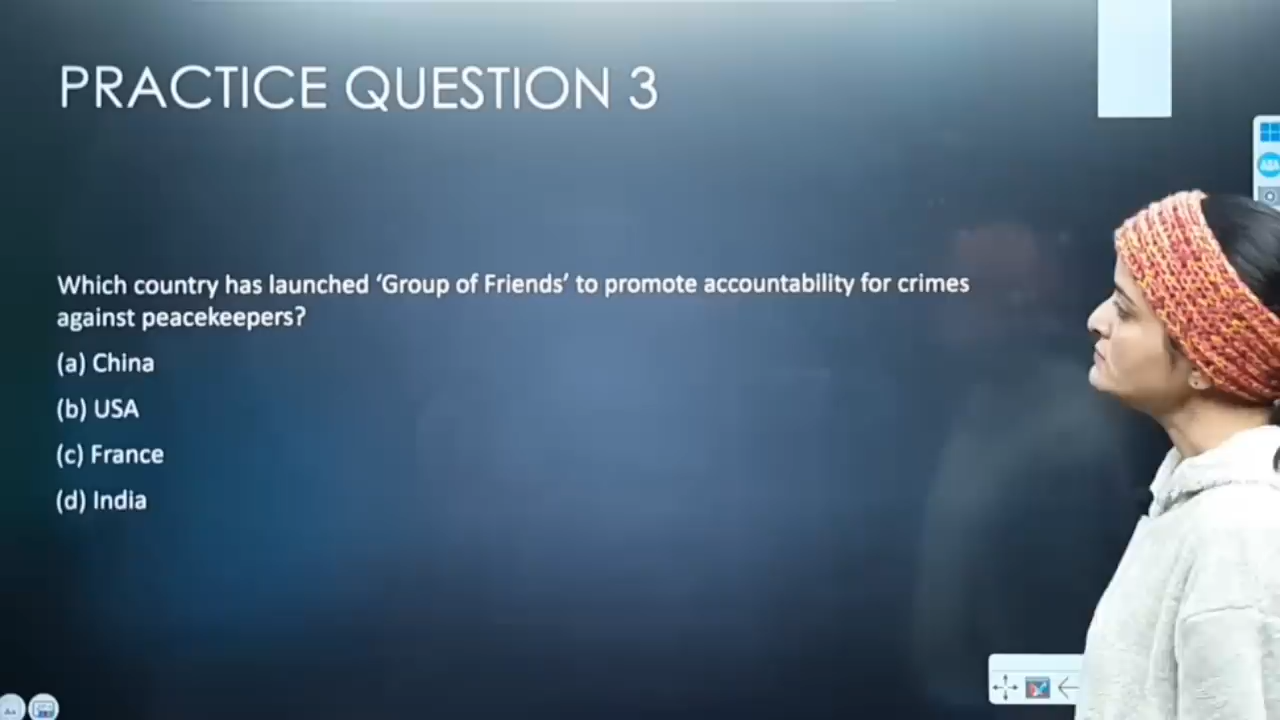 PRACTICE QUESTION 3
Which country has launched ‘Group of Friends’ to promote accountability for crimes
against peacekeepers?
(a) China
(b) USA
(c) France
(d) India